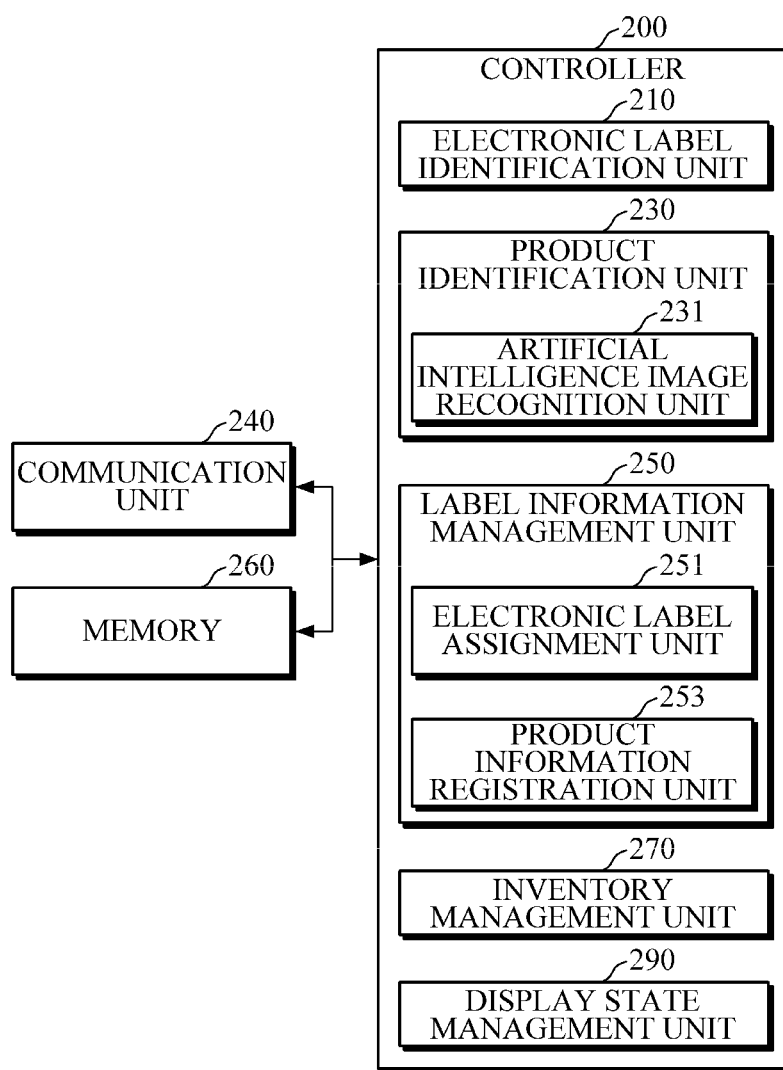 200
CONTROLLER
210
ELECTRONIC LABEL
IDENTIFICATION UNIT
230
PRODUCT
IDENTIFICATION UNIT
231
ARTIFICIAL
INTELLIGENCE IMAGE
RECOGNITION UNIT
240
COMMUNICATION
UNIT
260
MEMORY
250
LABEL INFORMATION
MANAGEMENT UNIT
251
ELECTRONIC LABEL
ASSIGNMENT UNIT
253
PRODUCT
INFORMATION
REGISTRATION UNIT
270
INVENTORY
MANAGEMENT UNIT
290
DISPLAY STATE
MANAGEMENT UNIT